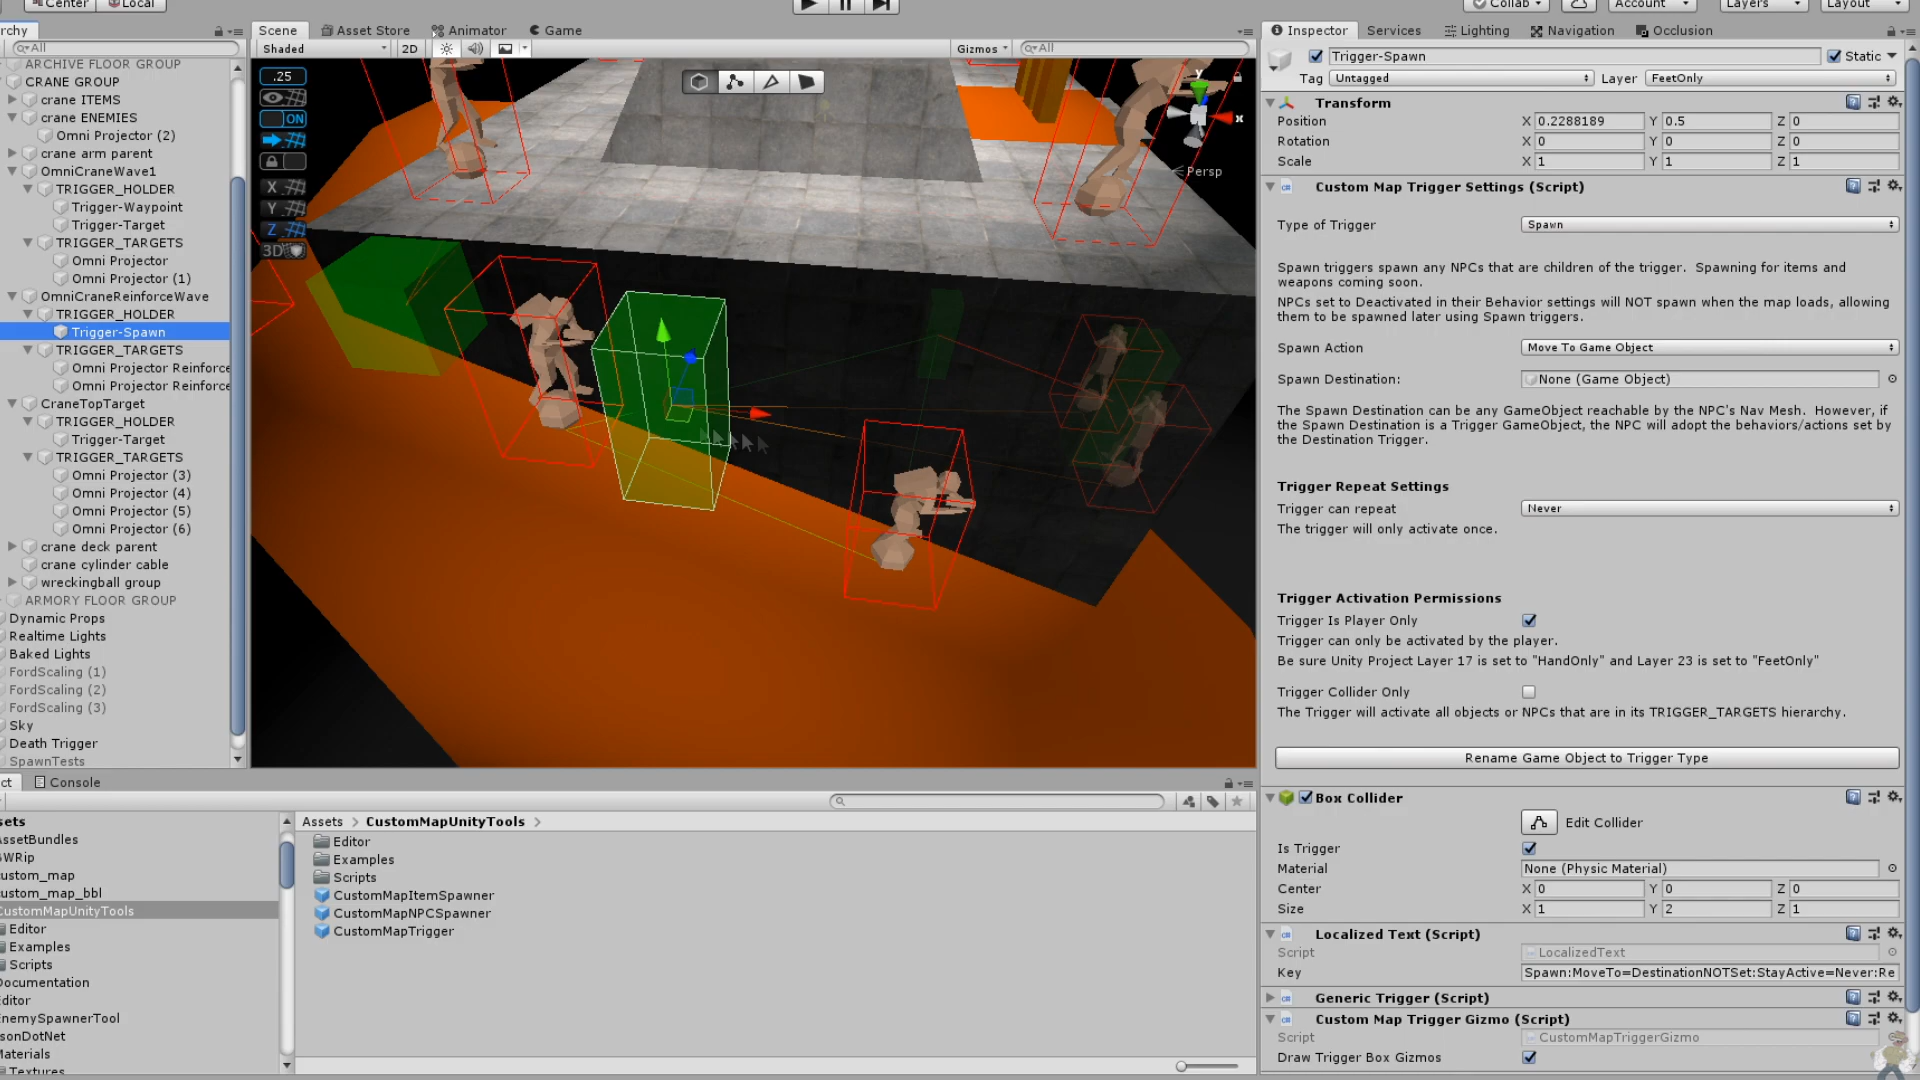 Center
Local
Collab
Account
Layers
Layout
rchy
All
ARCHIVE FLOOR GROUP
CRANE GROUP
crane ITEMS
crane ENEMIES
Omni Projector (2)
crane arm parent
OmniCraneWave1
TRIGGER_HOLDER
Trigger-Waypoint
Trigger-Target
TRIGGER_TARGETS
Omni Projector
Omni Projector (1)
OmniCraneReinforceWave
TRIGGER_HOLDER
Trigger-Spawn
TRIGGER_TARGETS
Omni Projector Reinforce
Omni Projector Reinforce
CraneTopTarget
TRIGGER_HOLDER
Trigger-Target
TRIGGER_TARGETS
Omni Projector (3)
Omni Projector (4)
Omni Projector (5)
Omni Projector (6)
crane deck parent
crane cylinder cable
wreckingball group
ARMORY FLOOR GROUP
Dynamic Props
Realtime Lights
Baked Lights
FordScaling (1)
FordScaling (2)
FordScaling (3)
Sky
Death Trigger
SpawnTests
Scene
Asset Store
Animator
Game
Shaded
2D
Gizmos
All
.25
ON
X
Y
Z
3D
y
x
Persp
Inspector
Services
Lighting
Navigation
Occlusion
Trigger-Spawn
Static
Tag Untagged
Layer FeetOnly
Transform
Position X 0.2288189 Y 0.5 Z 0
Rotation X 0 Y 0 Z 0
Scale X 1 Y 1 Z 1
Custom Map Trigger Settings (Script)
Type of Trigger Spawn
Spawn triggers spawn any NPCs that are children of the trigger. Spawning for items and
weapons coming soon.
NPCs set to Deactivated in their Behavior settings will NOT spawn when the map loads, allowing
them to be spawned later using Spawn triggers.
Spawn Action Move To Game Object
Spawn Destination: None (Game Object)
The Spawn Destination can be any GameObject reachable by the NPC's Nav Mesh. However, if
the Spawn Destination is a Trigger GameObject, the NPC will adopt the behaviors/actions set by
the Destination Trigger.
Trigger Repeat Settings
Trigger can repeat Never
The trigger will only activate once.
Trigger Activation Permissions
Trigger Is Player Only
Trigger can only be activated by the player.
Be sure Unity Project Layer 17 is set to "HandOnly" and Layer 23 is set to "FeetOnly"
Trigger Collider Only
The Trigger will activate all objects or NPCs that are in its TRIGGER_TARGETS hierarchy.
Rename Game Object to Trigger Type
Box Collider
Edit Collider
Is Trigger
Material None (Physic Material)
Center X 0 Y 0 Z 0
Size X 1 Y 2 Z 1
Localized Text (Script)
Script LocalizedText
Key Spawn:MoveTo=DestinationNOTSet:StayActive=Never:Re
Generic Trigger (Script)
Custom Map Trigger Gizmo (Script)
Script CustomMapTriggerGizmo
Draw Trigger Box Gizmos
ct
Console
sets
AssetBundles
BWRip
custom_map
custom_map_bbl
CustomMapUnityTools
Editor
Examples
Scripts
Documentation
Editor
EnemySpawnerTool
JsonDotNet
Materials
Textures
Assets > CustomMapUnityTools >
Editor
Examples
Scripts
CustomMapItemSpawner
CustomMapNPCSpawner
CustomMapTrigger